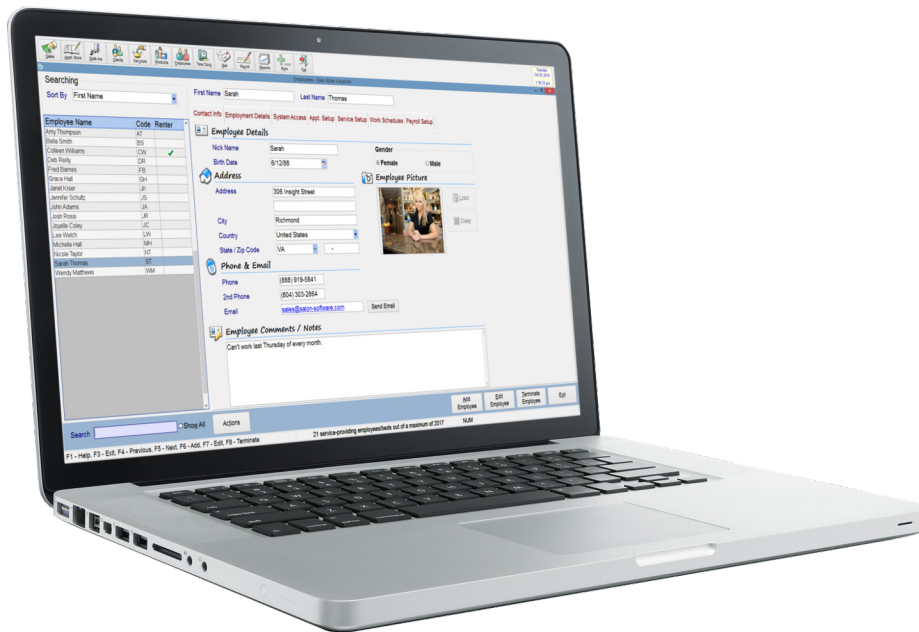 Sales Appt. Book Walk-ins Clients Services Products Employees Time Clock Payroll Reports Exit
Employees - Glen Allen Location
Searching
Sort By First Name
First Name Sarah Last Name Thomas
Contact Info Employment Details System Access Appt. Setup Service Setup Work Schedules Payroll Setup
Employee Name Code Renter
Amy Thompson AT
Bella Smith BS
Colleen Williams CW
Deb Reilly DR
Fred Barnes FB
Grace Hall GH
Janet Kiser JK
Jennifer Schultz JS
John Adams JA
Josh Rossi JR
Joyelle Coley JC
Lee Welch LW
Michelle Hall MH
Nicole Taylor NT
Sarah Thomas ST
Wendy Matthews WM
Employee Details
Nick Name Sarah
Birth Date 6/12/88
Gender
Female Male
Address
Address 306 Insight Street
City Richmond
Country United States
State / Zip Code VA -
Employee Picture
Load
Clear
Phone & Email
Phone (888) 919-5841
2nd Phone (804) 303-2864
Email sales@salon-software.com Send Email
Employee Comments / Notes
Can't work last Thursday of every month.
Add Employee Edit Employee Terminate Employee Exit
Search Show All Actions
21 service-providing employees/beds out of a maximum of 2017 NUM
F1 - Help, F3 - Exit, F4 - Previous, F5 - Next, F6 - Add, F7 - Edit, F8 - Terminate